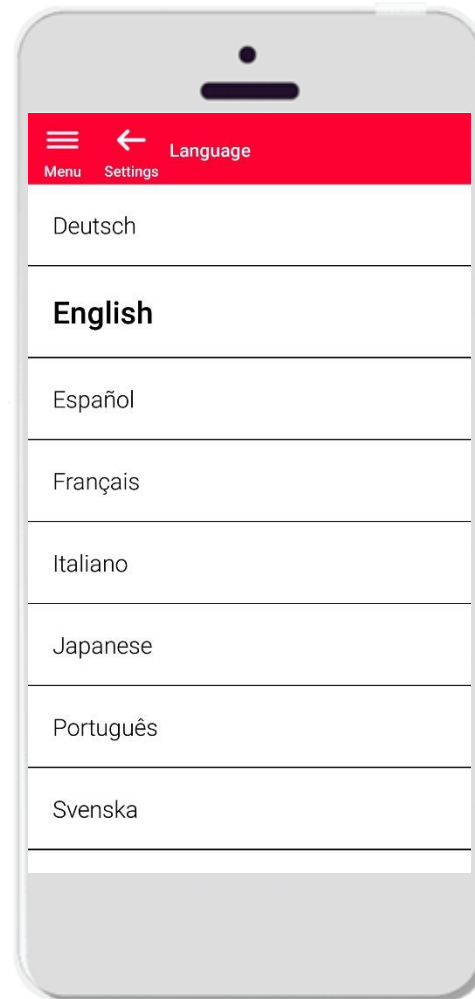 Language
Menu Settings
Deutsch
English
Español
Français
Italiano
Japanese
Português
Svenska